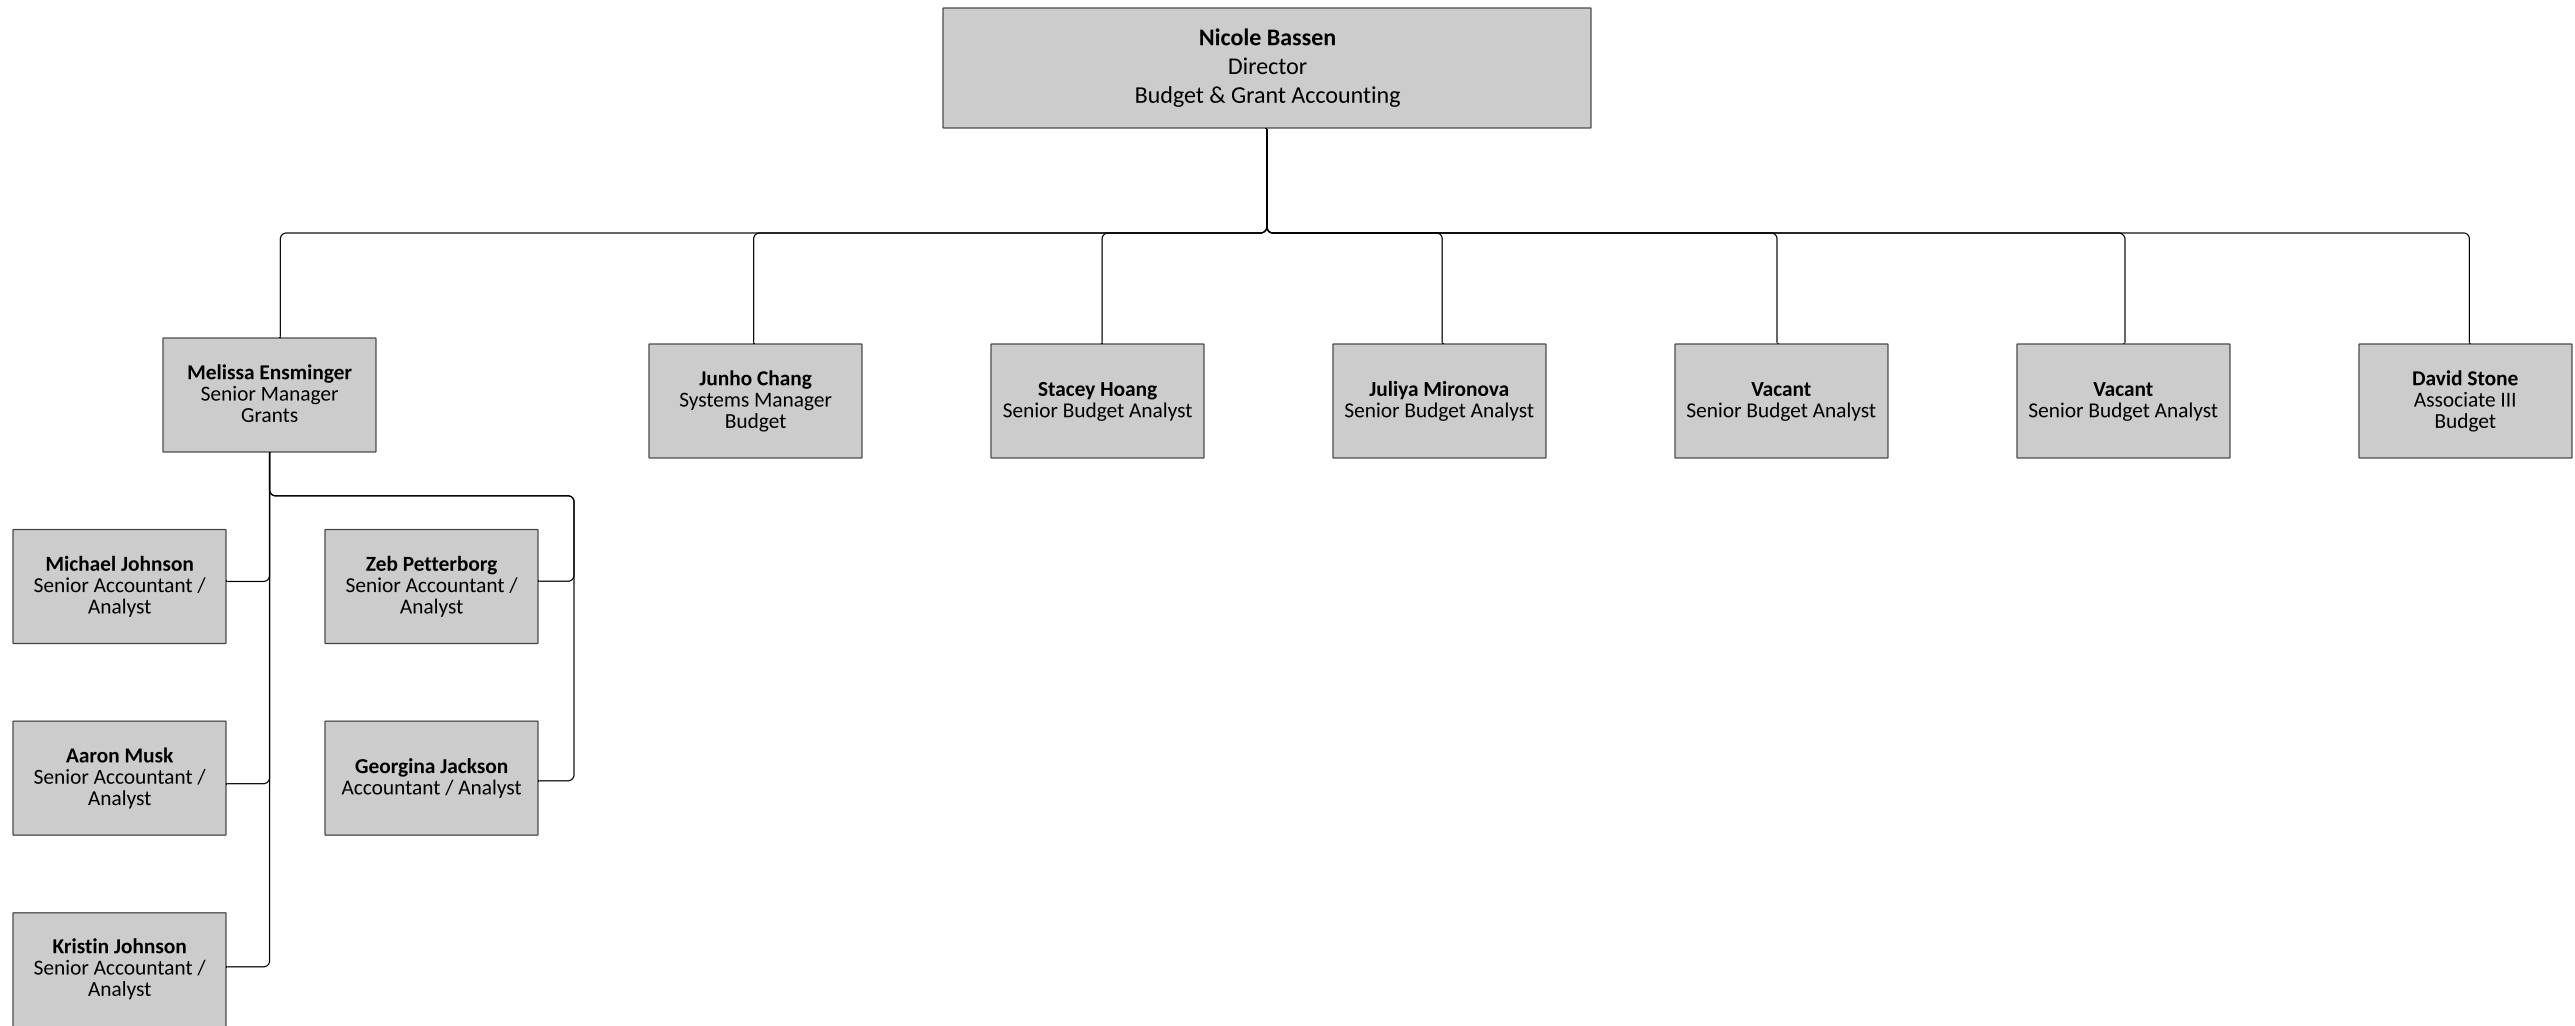 Nicole Bassen
Director
Budget & Grant Accounting
Melissa Ensminger
Senior Manager
Grants
Junho Chang
Systems Manager
Budget
Stacey Hoang
Senior Budget Analyst
Juliya Mironova
Senior Budget Analyst
Vacant
Senior Budget Analyst
Vacant
Senior Budget Analyst
David Stone
Associate III
Budget
Michael Johnson
Senior Accountant /
Analyst
Zeb Petterborg
Senior Accountant /
Analyst
Aaron Musk
Senior Accountant /
Analyst
Georgina Jackson
Accountant / Analyst
Kristin Johnson
Senior Accountant /
Analyst